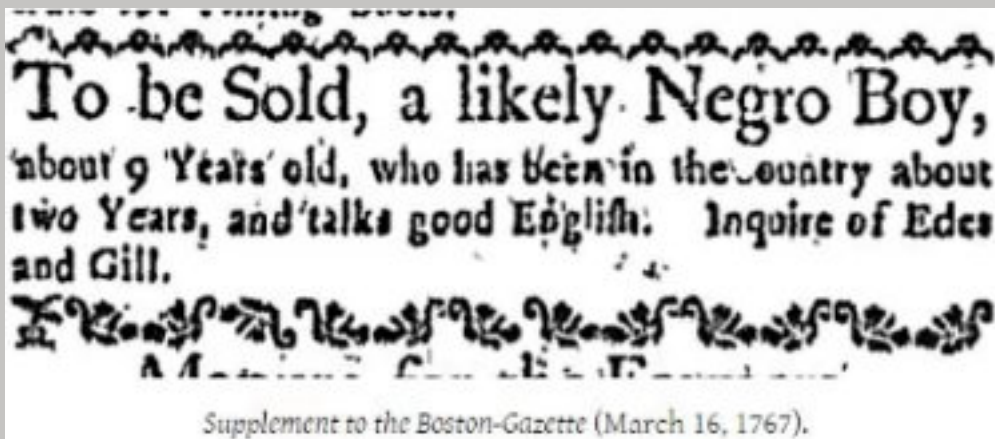 To be Sold, a likely Negro Boy,
about 9 Years old, who has been in the Country about
two Years, and talks good Engliſh. Inquire of Edes
and Gill.
Supplement to the Boston-Gazette (March 16, 1767).